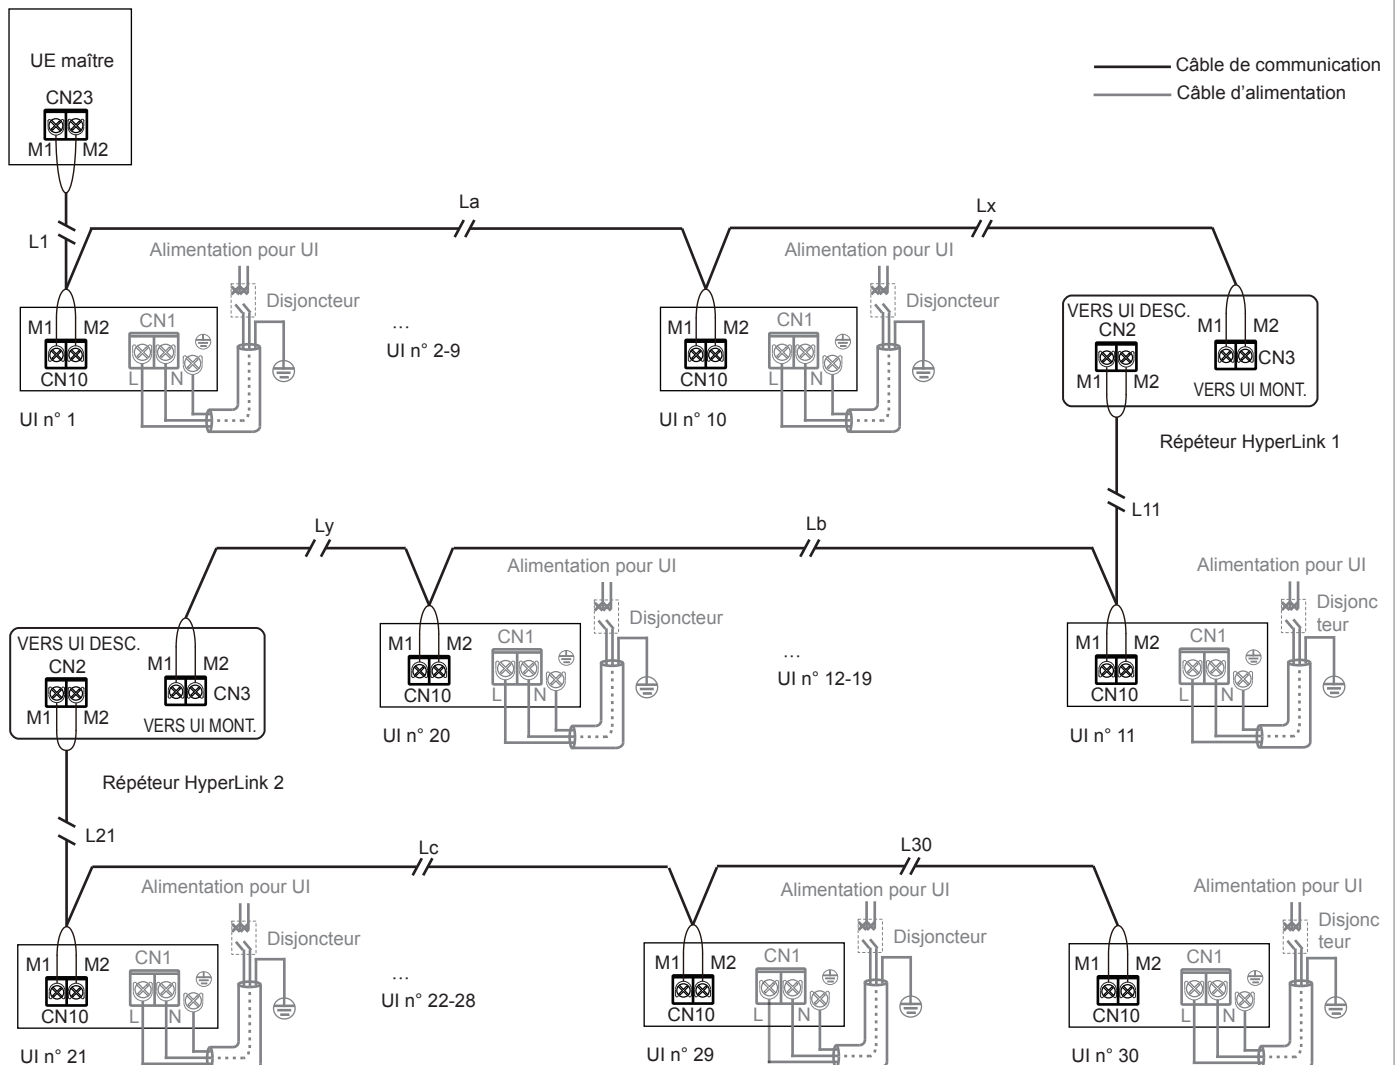 UE maître
CN23
M1 M2
Câble de communication
Câble d'alimentation
L1
La
Lx
Alimentation pour UI
Disjoncteur
M1 M2 CN1
CN10 L N
UI n° 1
...
UI n° 2-9
Alimentation pour UI
Disjoncteur
M1 M2 CN1
CN10 L N
UI n° 10
VERS UI DESC.
CN2
M1 M2
M1 M2
CN3
VERS UI MONT.
Répéteur HyperLink 1
L11
Ly
Lb
VERS UI DESC.
CN2
M1 M2
M1 M2
CN3
VERS UI MONT.
Répéteur HyperLink 2
Alimentation pour UI
Disjoncteur
M1 M2 CN1
CN10 L N
UI n° 20
...
UI n° 12-19
Alimentation pour UI
Disjonc
teur
M1 M2 CN1
CN10 L N
UI n° 11
L21
Lc
L30
Alimentation pour UI
Disjoncteur
M1 M2 CN1
CN10 L N
UI n° 21
...
UI n° 22-28
Alimentation pour UI
Disjoncteur
M1 M2 CN1
CN10 L N
UI n° 29
Alimentation pour UI
Disjonc
teur
M1 M2 CN1
CN10 L N
UI n° 30